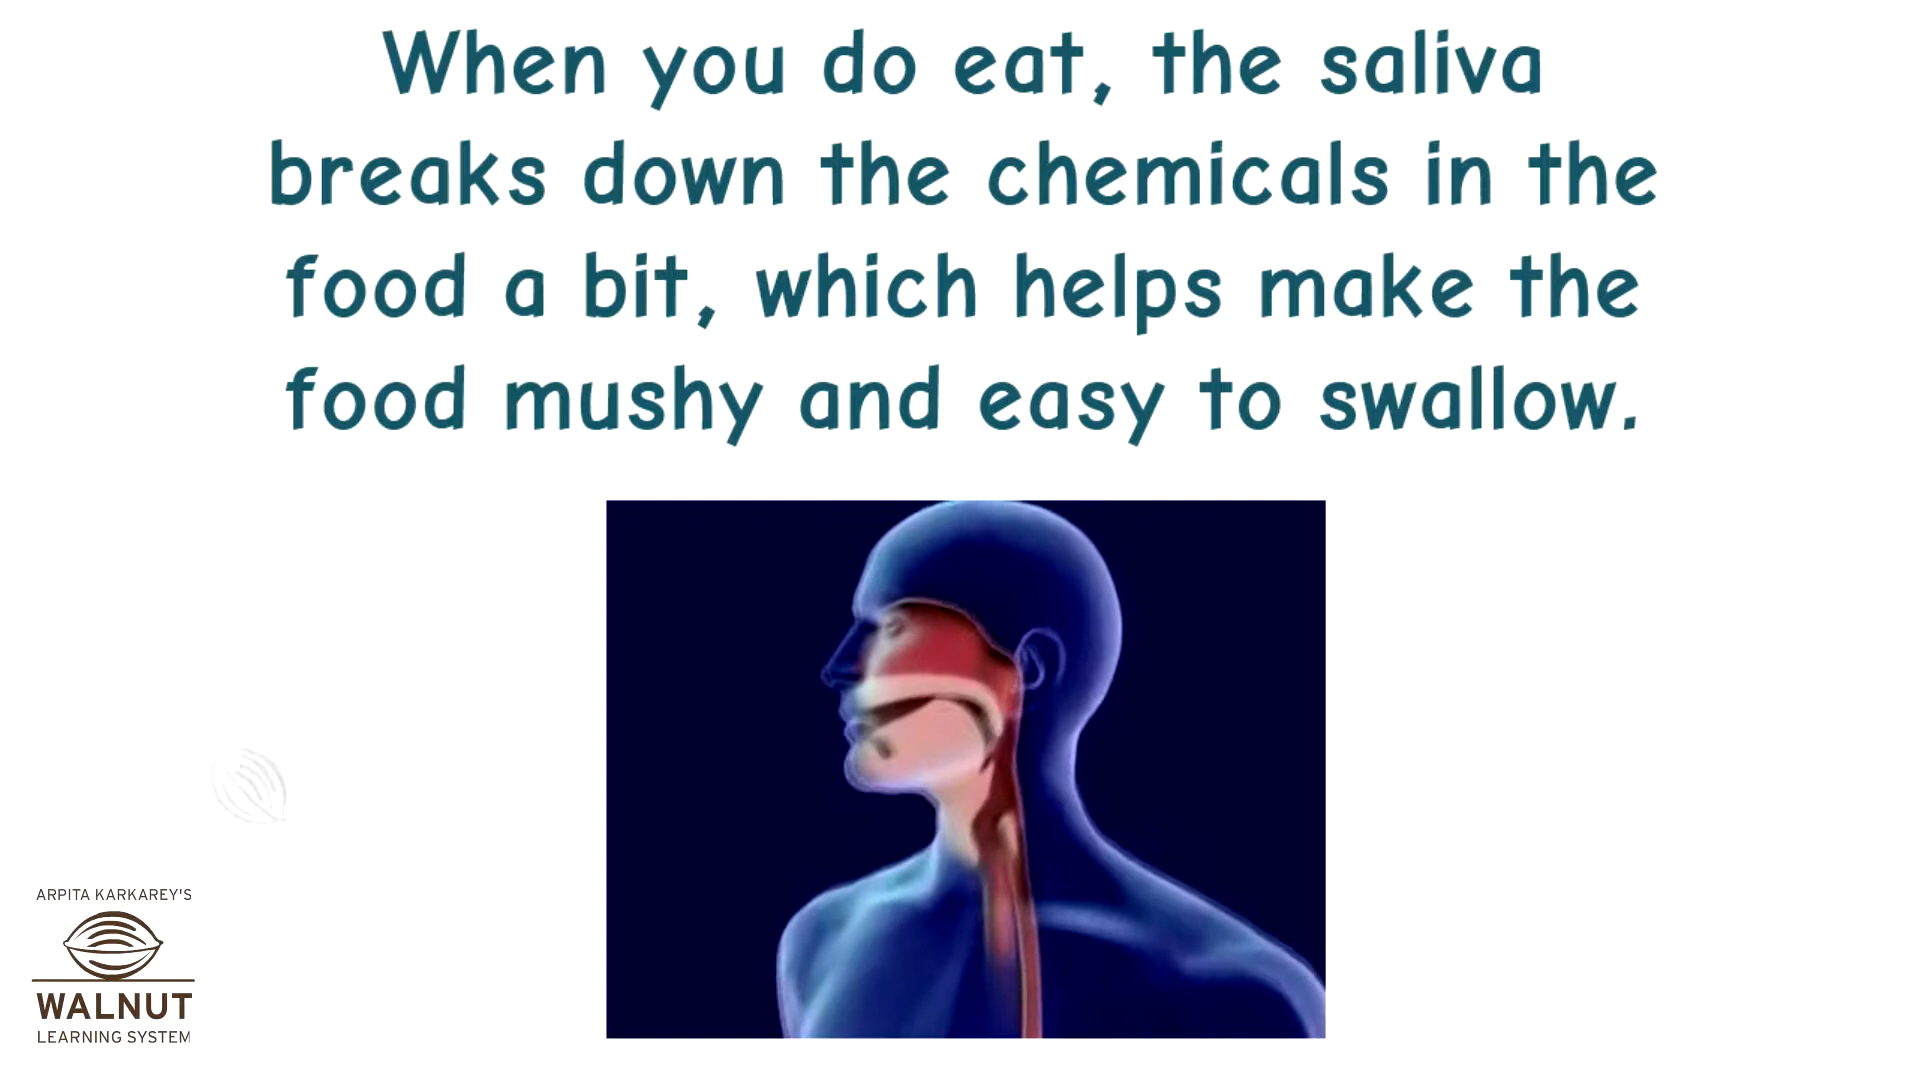 When you do eat, the saliva
breaks down the chemicals in the
food a bit, which helps make the
food mushy and easy to swallow.
ARPITA KARKAREY'S
WALNUT
LEARNING SYSTEM